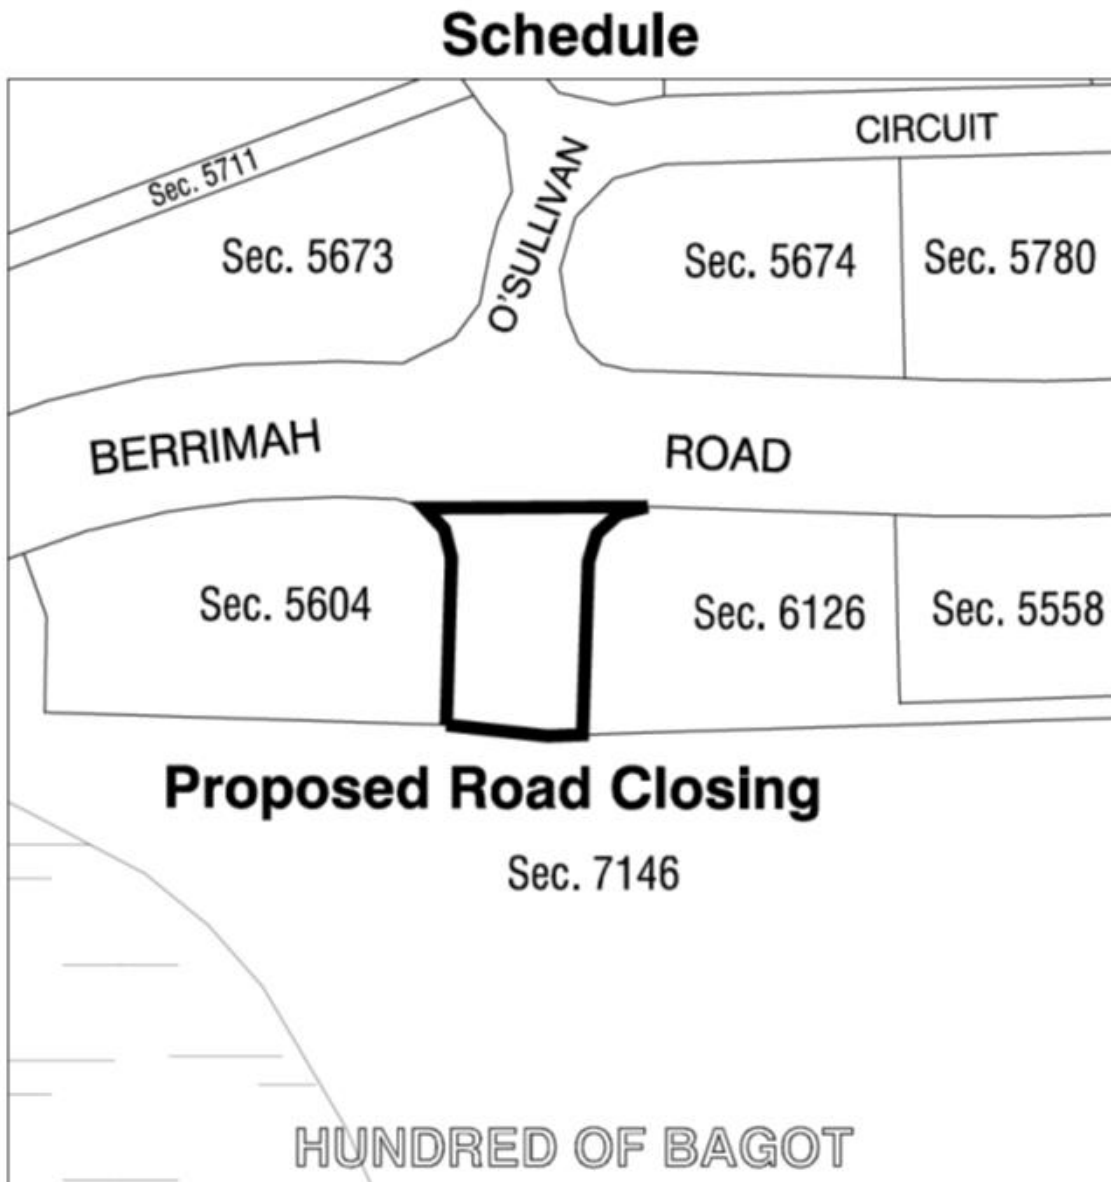 Schedule
CIRCUIT
Sec. 5711
O'SULLIVAN
Sec. 5673
Sec. 5674
Sec. 5780
BERRIMAH
ROAD
Sec. 5604
Sec. 6126
Sec. 5558
Proposed Road Closing
Sec. 7146
HUNDRED OF BAGOT